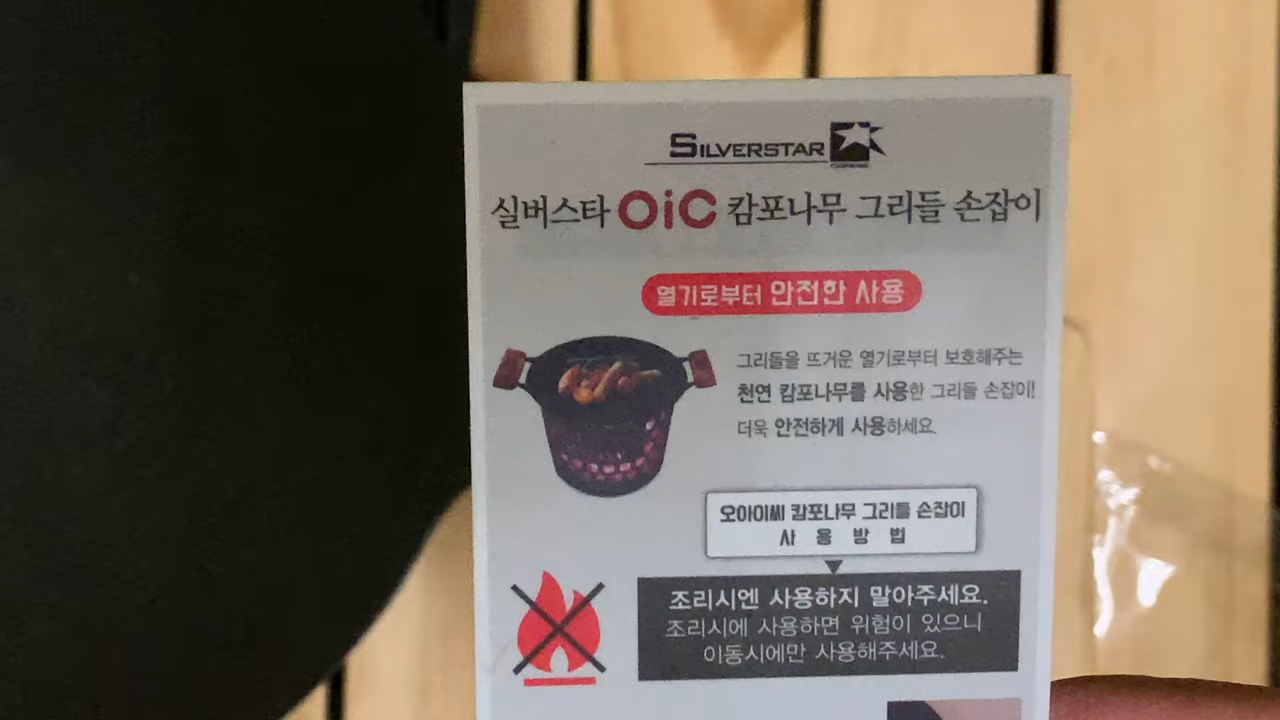 SILVERSTAR
실버스타 OiC 캄포나무 그리들 손잡이
열기로부터 안전한 사용
그리들을 뜨거운 열기로부터 보호해주는
천연 캄포나무를 사용한 그리들 손잡이!
더욱 안전하게 사용하세요.
오아이씨 캄포나무 그리들 손잡이
사 용 방 법
조리시엔 사용하지 말아주세요.
조리시에 사용하면 위험이 있으니
이동시에만 사용해주세요.